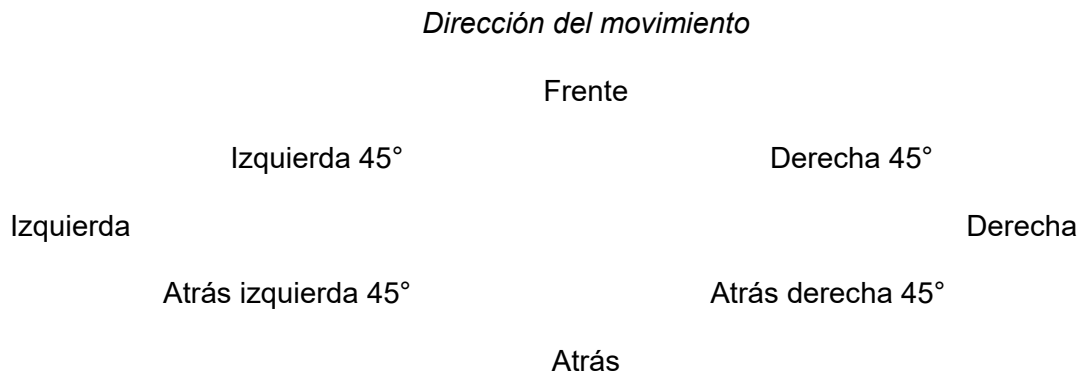 Dirección del movimiento
Frente
Izquierda 45° Derecha 45°
Izquierda Derecha
Atrás izquierda 45° Atrás derecha 45°
Atrás